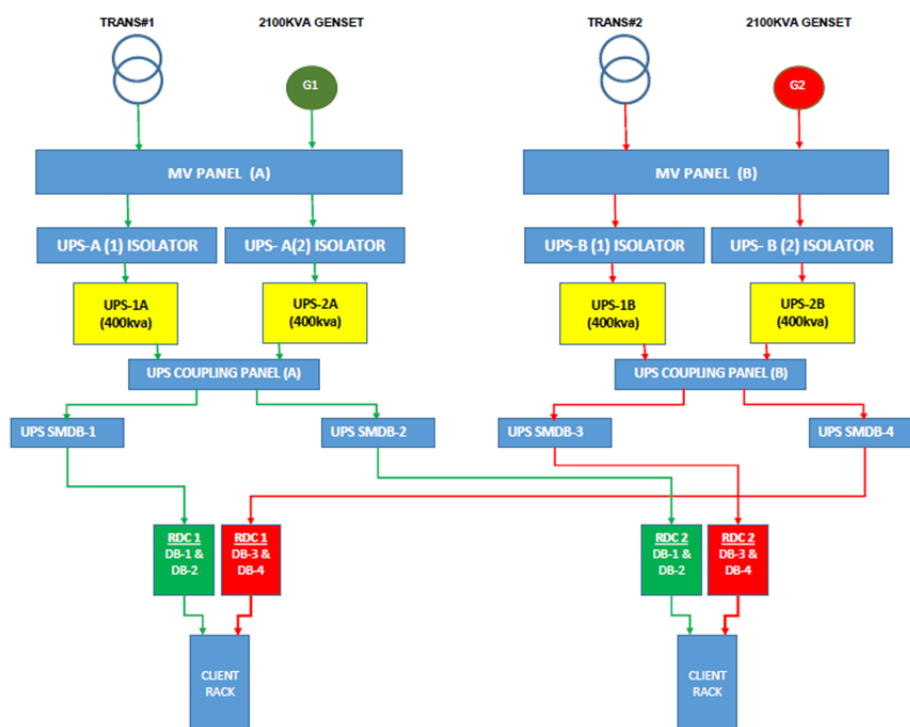 TRANS#1
2100KVA GENSET
TRANS#2
2100KVA GENSET
G1
G2
MV PANEL (A)
MV PANEL (B)
UPS-A (1) ISOLATOR
UPS- A(2) ISOLATOR
UPS-B (1) ISOLATOR
UPS- B (2) ISOLATOR
UPS-1A
(400kva)
UPS-2A
(400kva)
UPS-1B
(400kva)
UPS-2B
(400kva)
UPS COUPLING PANEL (A)
UPS COUPLING PANEL (B)
UPS SMDB-1
UPS SMDB-2
UPS SMDB-3
UPS SMDB-4
RDC 1
DB-1 &
DB-2
RDC 1
DB-3 &
DB-4
RDC 2
DB-1 &
DB-2
RDC 2
DB-3 &
DB-4
CLIENT
RACK
CLIENT
RACK